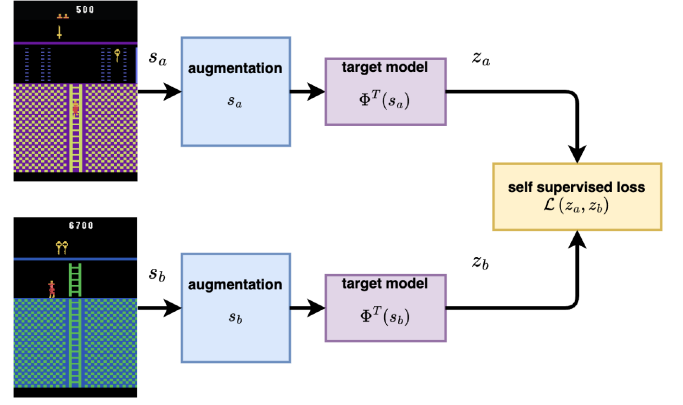 500
s_a
augmentation
s_a
target model
Φ^T(s_a)
z_a
self supervised loss
𝓛(z_a, z_b)
6700
s_b
augmentation
s_b
target model
Φ^T(s_b)
z_b